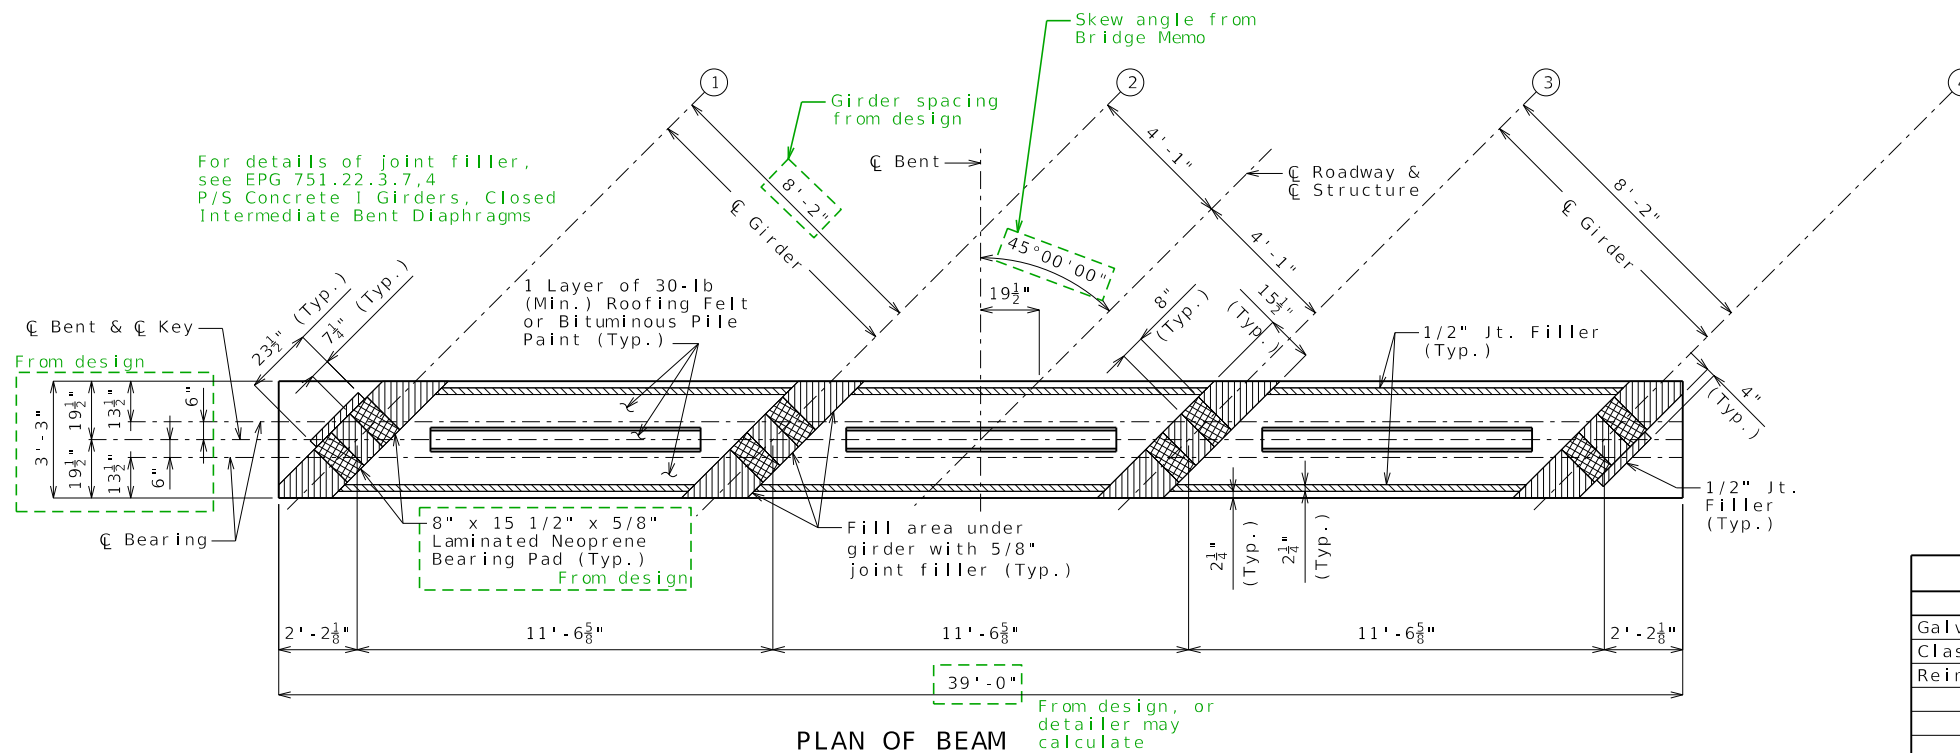 Skew angle from
Bridge Memo
1
2
3
Girder spacing
from design
℄ Bent
℄ Roadway &
℄ Structure
For details of joint filler,
see EPG 751.22.3.7,4
P/S Concrete I Girders, Closed
Intermediate Bent Diaphragms
8'-2"
℄ Girder
4'-1"
4'-1"
8'-2"
℄ Girder
45°00'00"
19½"
1 Layer of 30-lb
(Min.) Roofing Felt
or Bituminous Pile
Paint (Typ.)
23½" (Typ.)
7¼" (Typ.)
8"
(Typ.)
15½"
(Typ.)
℄ Bent & ℄ Key
From design
1/2" Jt. Filler
(Typ.)
4"
(Typ.)
3'-3"
19½"
19½"
13½"
13½"
6"
6"
℄ Bearing
8" x 15 1/2" x 5/8"
Laminated Neoprene
Bearing Pad (Typ.)
From design
Fill area under
girder with 5/8"
joint filler (Typ.)
2¼"
(Typ.)
2¼"
(Typ.)
1/2" Jt.
Filler
(Typ.)
2'-2⅛"
11'-6⅝"
11'-6⅝"
11'-6⅝"
2'-2⅛"
39'-0"
From design, or
detailer may
calculate
PLAN OF BEAM
Galv
Clas
Rein